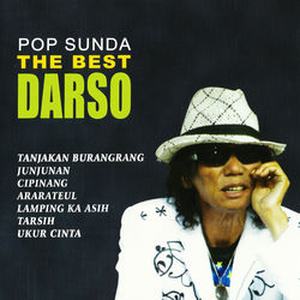 POP SUNDA
THE BEST
DARSO
TANJAKAN BURANGRANG
JUNJUNAN
CIPINANG
ARARATEUL
LAMPING KA ASIH
TARSIH
UKUR CINTA